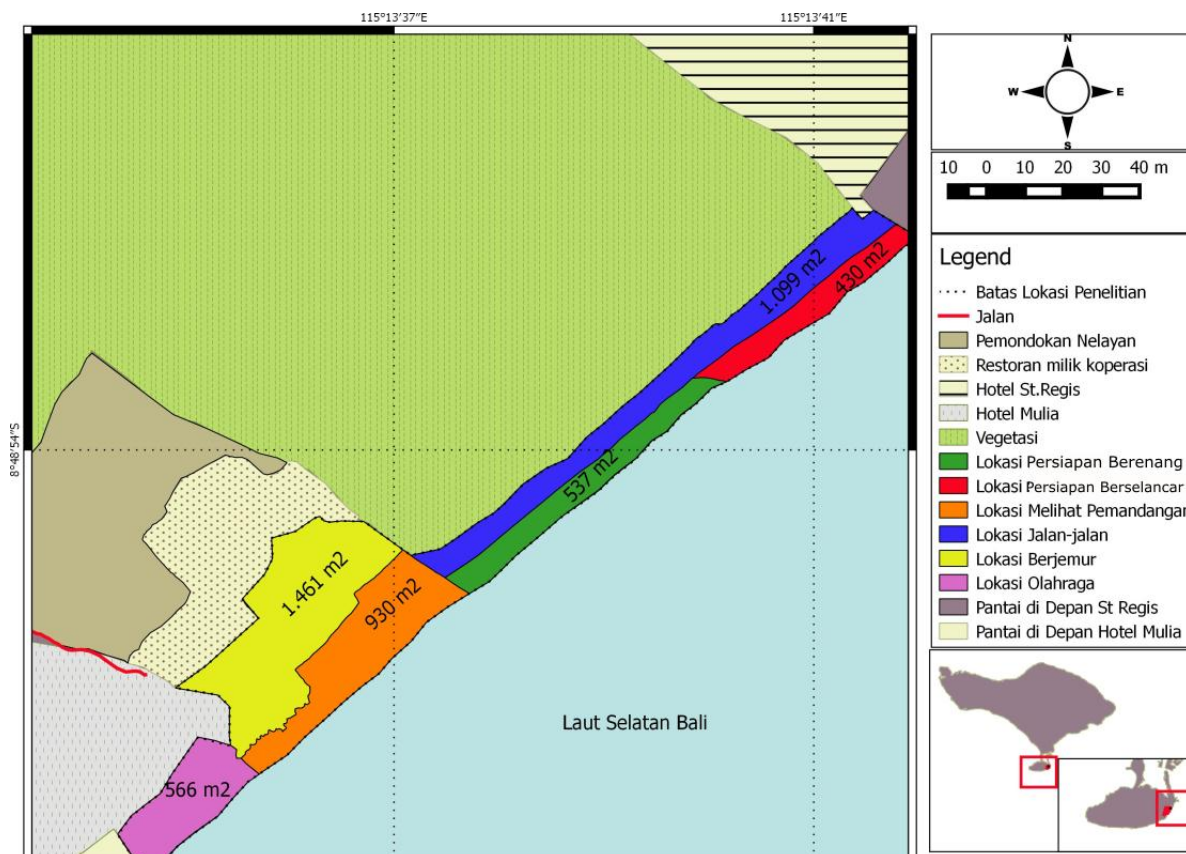 115°13'37"E
115°13'41"E
8°48'54"S
1.099 m2
430 m2
537 m2
1.461 m2
930 m2
566 m2
Laut Selatan Bali
N
W
E
S
10 0 10 20 30 40 m
Legend
Batas Lokasi Penelitian
Jalan
Pemondokan Nelayan
Restoran milik koperasi
Hotel St.Regis
Hotel Mulia
Vegetasi
Lokasi Persiapan Berenang
Lokasi Persiapan Berselancar
Lokasi Melihat Pemandangan
Lokasi Jalan-jalan
Lokasi Berjemur
Lokasi Olahraga
Pantai di Depan St Regis
Pantai di Depan Hotel Mulia